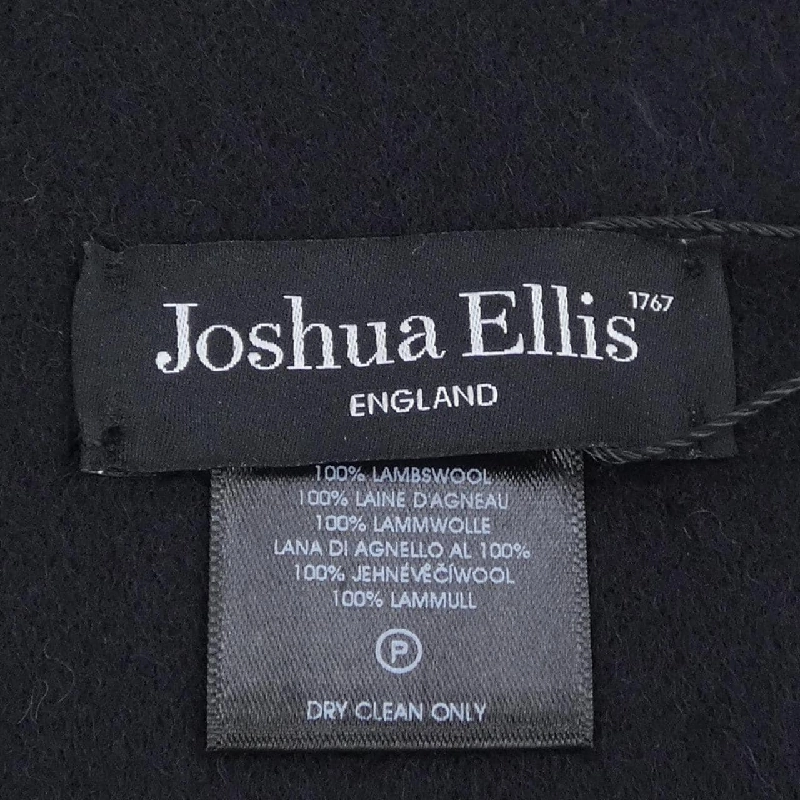 Joshua Ellis 1767
ENGLAND
100% LAMBSWOOL
100% LAINE D'AGNEAU
100% LAMMWOLLE
LANA DI AGNELLO AL 100%
100% JEHNÉVĚČÍWOOL
100% LAMMULL
P
DRY CLEAN ONLY